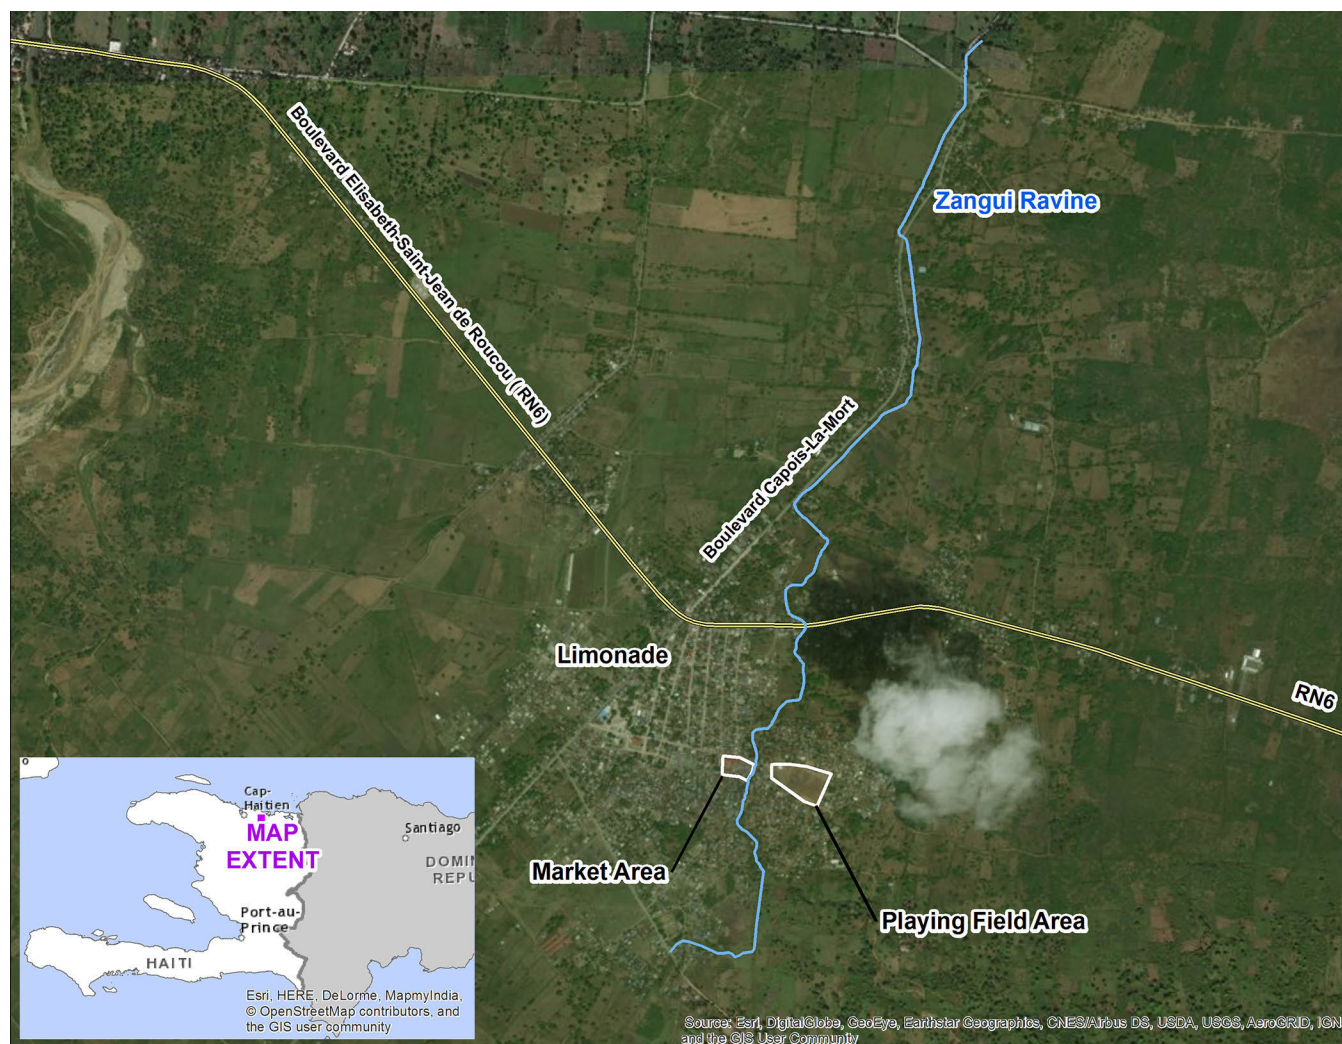 Boulevard Elisabeth-Saint-Jean de Roucou ( RN6)
Zangui Ravine
Boulevard Capois-La-Mort
Limonade
RN6
Market Area
Playing Field Area
Cap-
Haïtien
MAP
EXTENT
Santiago
DOMIN
REPU
Port-au-
Prince
HAITI
Esri, HERE, DeLorme, MapmyIndia,
© OpenStreetMap contributors, and
the GIS user community
Source: Esri, DigitalGlobe, GeoEye, Earthstar Geographics, CNES/Airbus DS, USDA, USGS, AeroGRID, IGN
and the GIS User Community